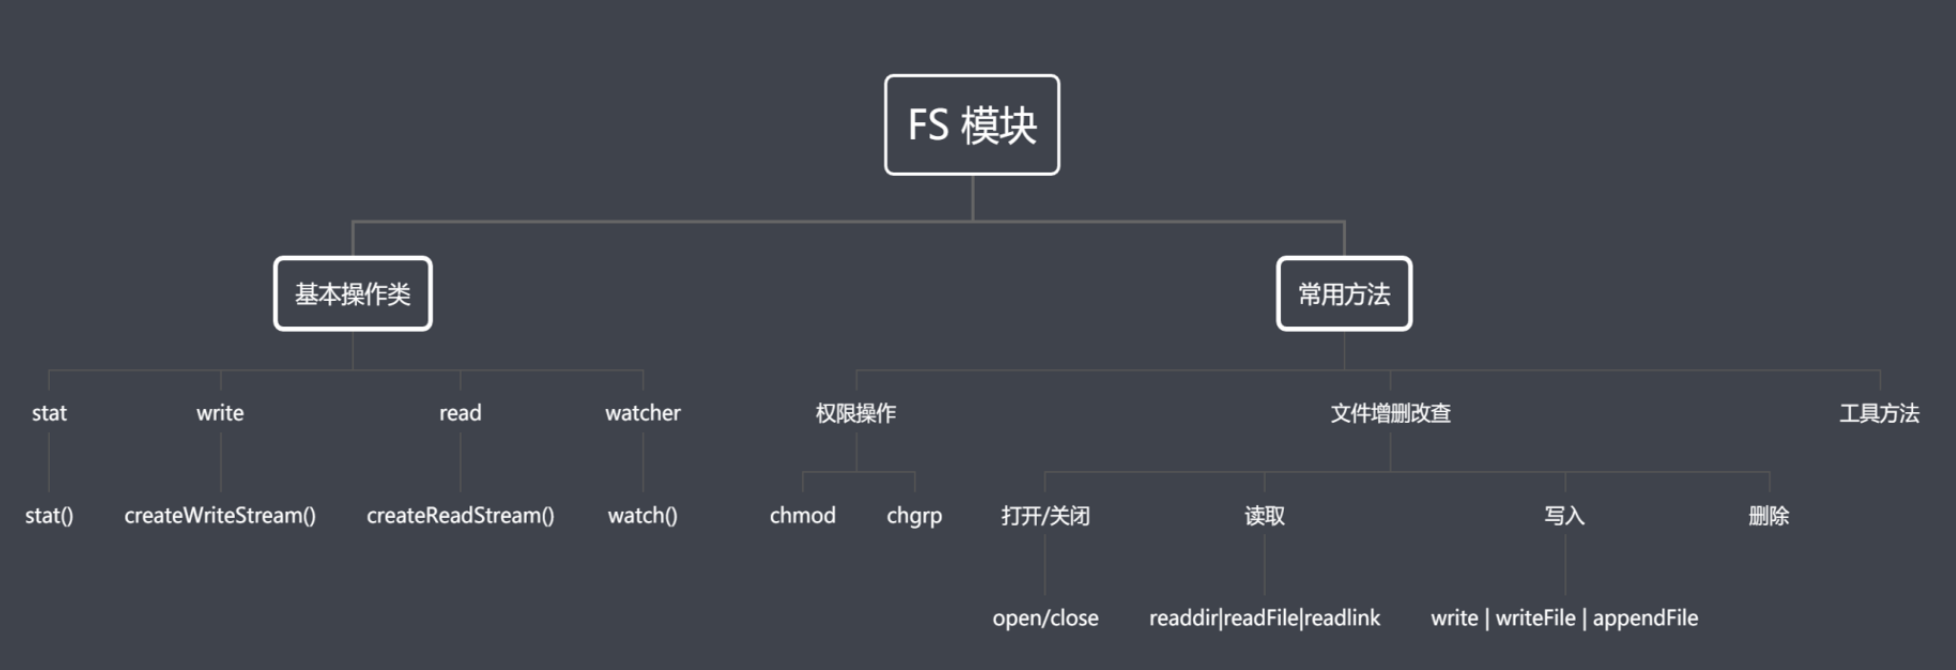 FS 模块
基本操作类
常用方法
stat
write
read
watcher
权限操作
文件增删改查
工具方法
stat()
createWriteStream()
createReadStream()
watch()
chmod
chgrp
打开/关闭
读取
写入
删除
open/close
readdir|readFile|readlink
write | writeFile | appendFile